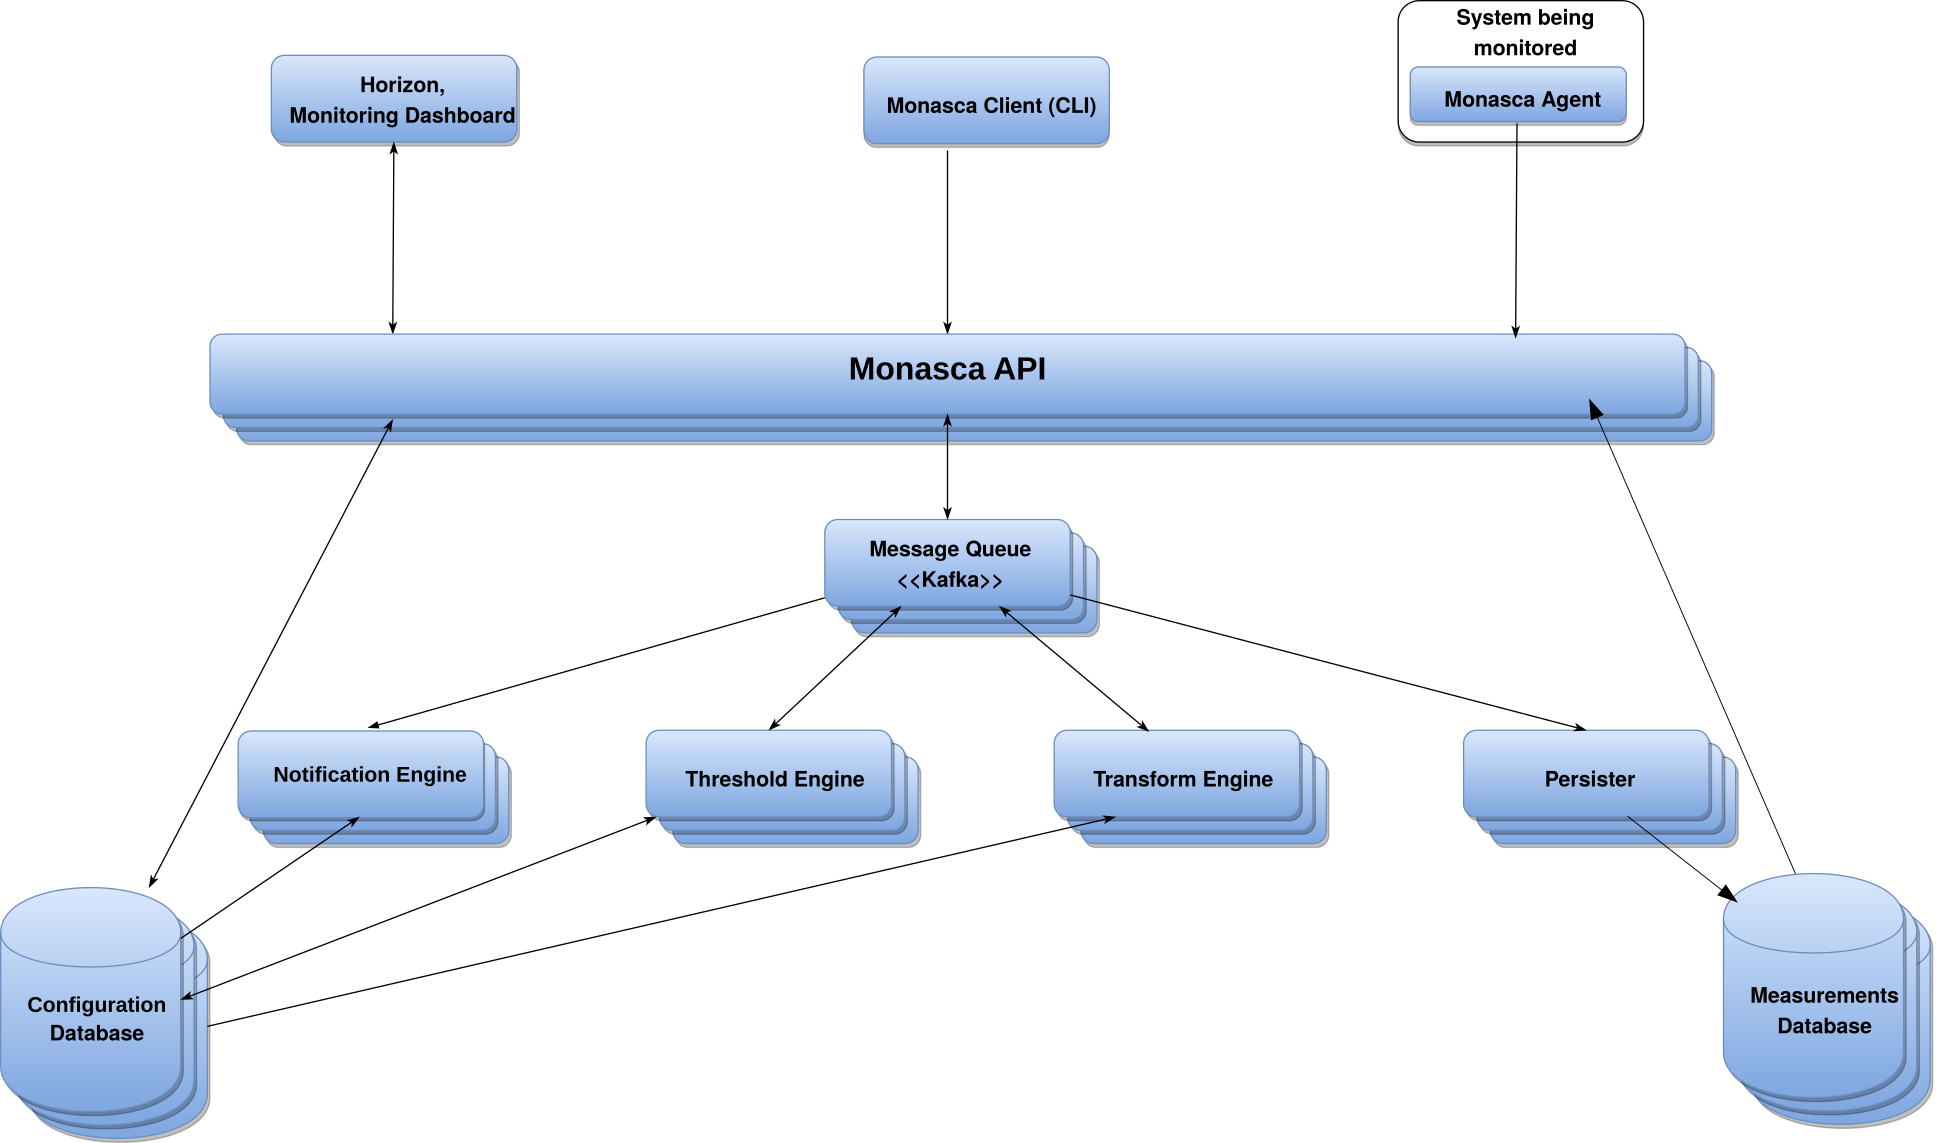 Horizon,
Monitoring Dashboard
Monasca Client (CLI)
System being
monitored
Monasca Agent
Monasca API
Message Queue
<<Kafka>>
Notification Engine
Threshold Engine
Transform Engine
Persister
Configuration
Database
Measurements
Database